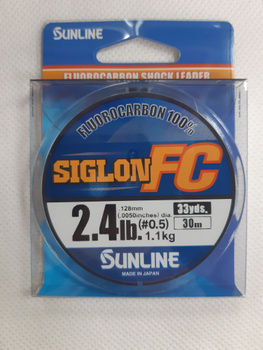 SUNLINE
FLUOROCARBON SHOCK LEADER
FLUOROCARBON 100%
SIGLON FC
.128mm
(.0050inches) dia.
33yds.
2.4lb. (#0.5) 30m
1.1kg
SUNLINE
MADE IN JAPAN